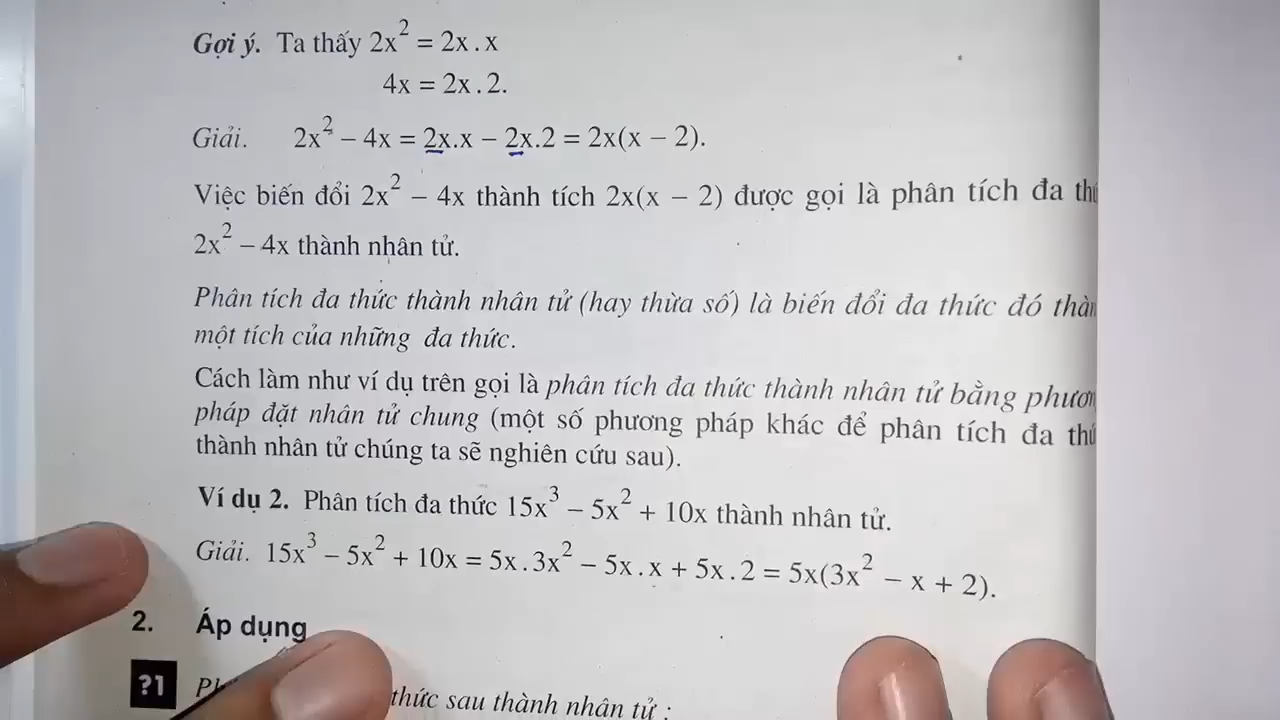 Gợi ý. Ta thấy 2x² = 2x . x
4x = 2x . 2.
Giải. 2x² – 4x = 2x.x – 2x.2 = 2x(x – 2).
Việc biến đổi 2x² – 4x thành tích 2x(x – 2) được gọi là phân tích đa
2x² – 4x thành nhân tử.
Phân tích đa thức thành nhân tử (hay thừa số) là biến đổi đa thức đó
một tích của những đa thức.
Cách làm như ví dụ trên gọi là phân tích đa thức thành nhân tử bằng
pháp đặt nhân tử chung (một số phương pháp khác để phân tích đa
thành nhân tử chúng ta sẽ nghiên cứu sau).
Ví dụ 2. Phân tích đa thức 15x³ – 5x² + 10x thành nhân tử.
Giải. 15x³ – 5x² + 10x = 5x . 3x² – 5x . x + 5x . 2 = 5x(3x² – x + 2).
2. Áp dụng
?1 thức sau thành nhân tử :